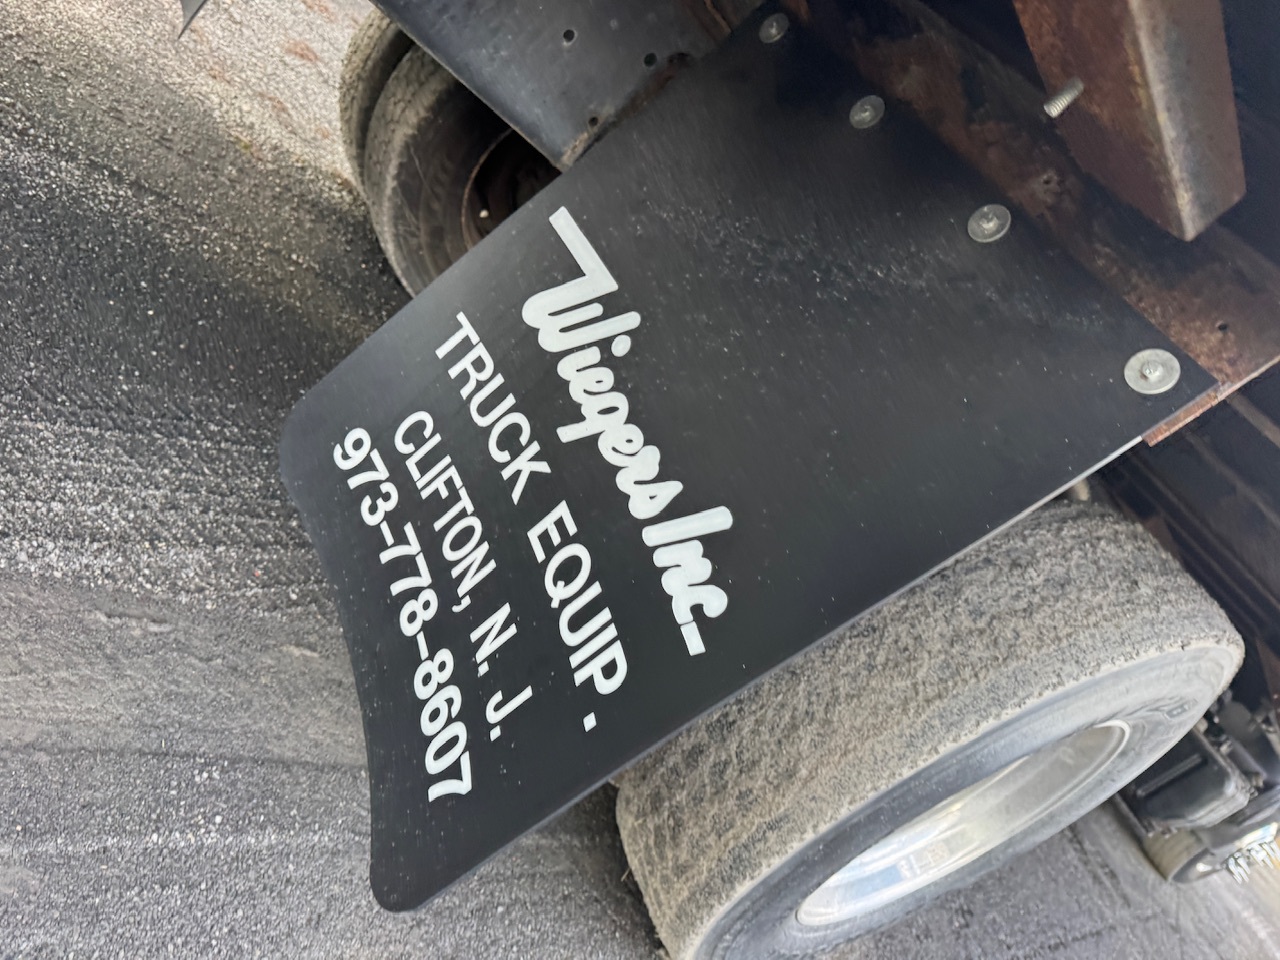 Wiegers Inc
TRUCK EQUIP.
CLIFTON, N. J.
973-778-8607